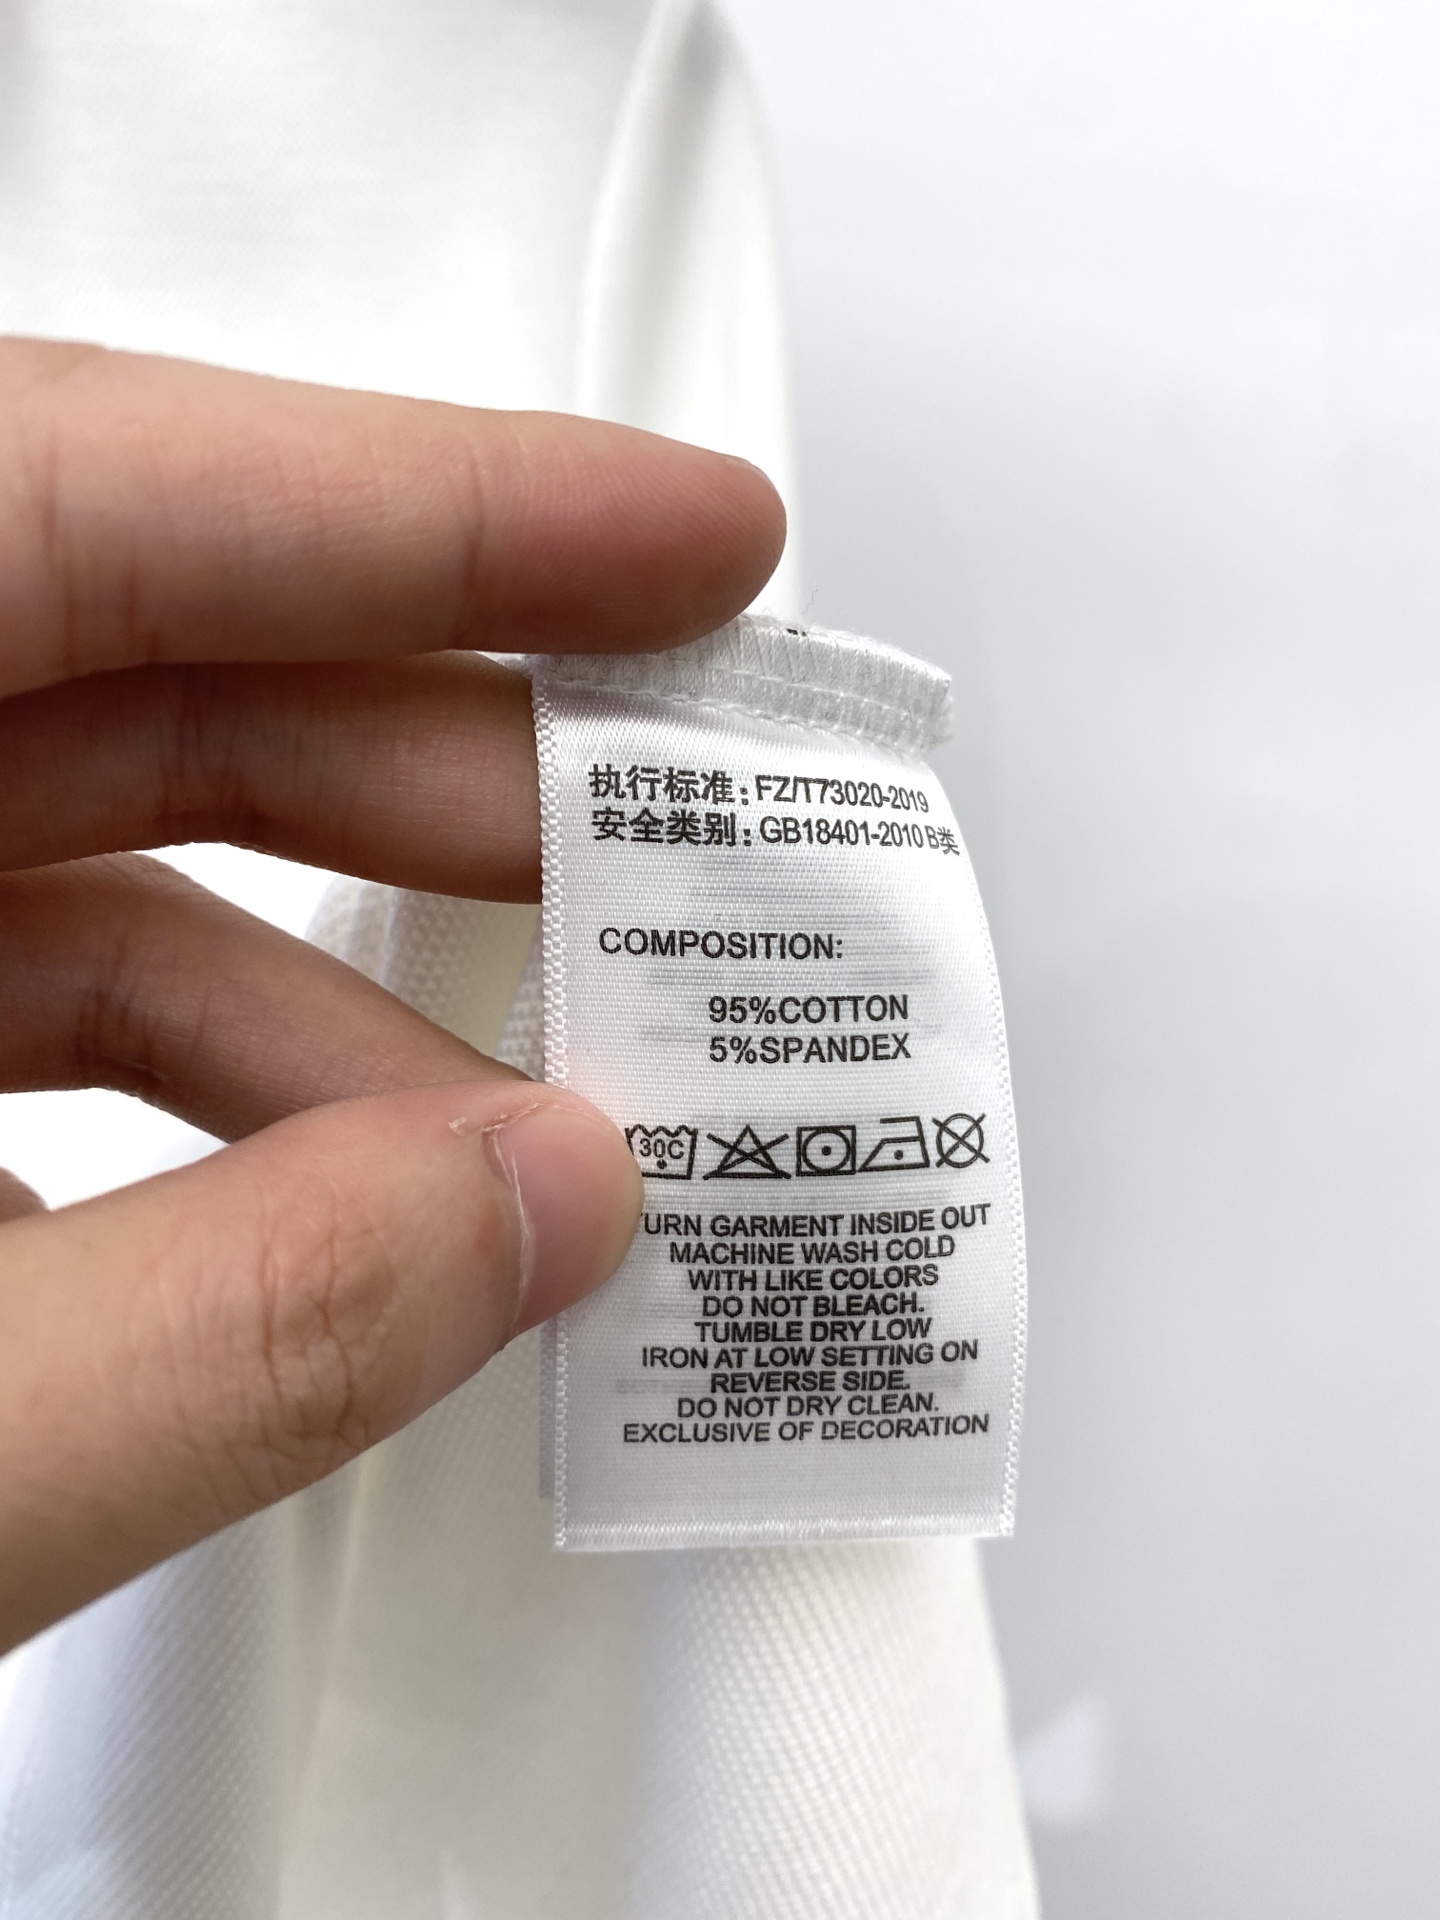 执行标准:FZ/T73020-2019
安全类别:GB18401-2010 B类
COMPOSITION:
95%COTTON
5%SPANDEX
30C
URN GARMENT INSIDE OUT
MACHINE WASH COLD
WITH LIKE COLORS
DO NOT BLEACH.
TUMBLE DRY LOW
IRON AT LOW SETTING ON
REVERSE SIDE.
DO NOT DRY CLEAN.
EXCLUSIVE OF DECORATION